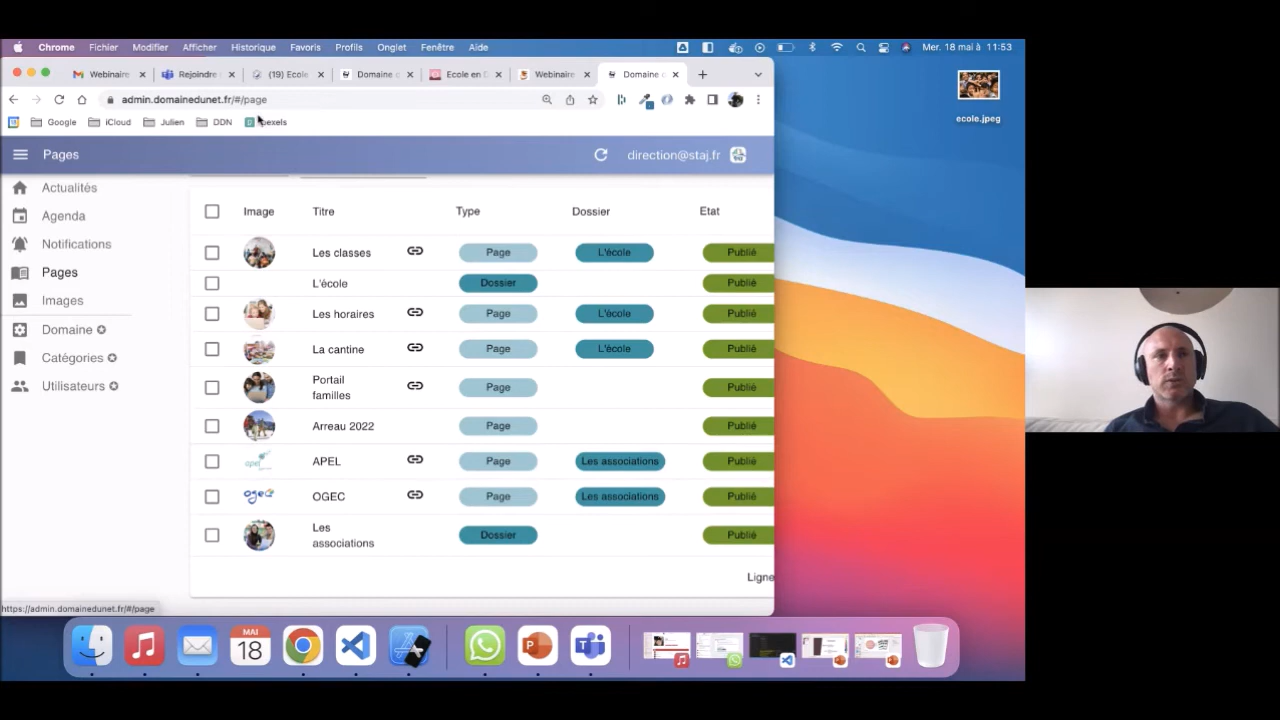 Chrome Fichier Modifier Afficher Historique Favoris Profils Onglet Fenêtre Aide Mer. 18 mai à 11:53
Webinaire Rejoindre (19) Ecole Domaine Ecole en Webinaire Domaine
admin.domainedunet.fr/#/page
Google iCloud Julien DDN pexels
Pages direction@staj.fr
ecole.jpeg
Actualités
Agenda
Notifications
Pages
Images
Domaine
Catégories
Utilisateurs
Image Titre Type Dossier Etat
Les classes Page L'école Publié
L'école Dossier Publié
Les horaires Page L'école Publié
La cantine Page L'école Publié
Portail familles Page Publié
Arreau 2022 Page Publié
apel APEL Page Les associations Publié
ogec OGEC Page Les associations Publié
Les associations Dossier Publié
Ligne
https://admin.domainedunet.fr/#/page
MAI
18